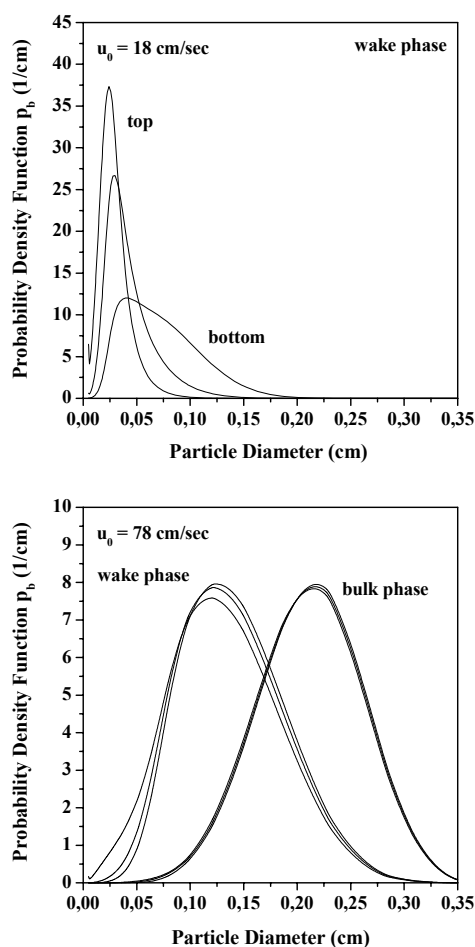 u0 = 18 cm/sec
wake phase
top
bottom
Probability Density Function pb (1/cm)
45
40
35
30
25
20
15
10
5
0
0,00 0,05 0,10 0,15 0,20 0,25 0,30 0,35
Particle Diameter (cm)
u0 = 78 cm/sec
wake phase
bulk phase
Probability Density Function pb (1/cm)
10
9
8
7
6
5
4
3
2
1
0
0,00 0,05 0,10 0,15 0,20 0,25 0,30 0,35
Particle Diameter (cm)